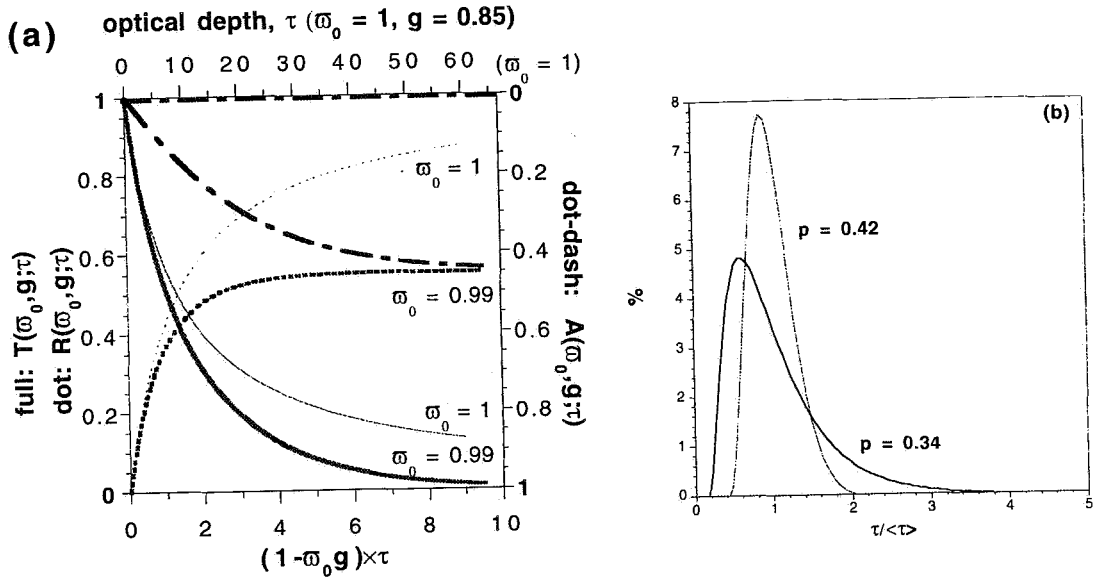 (a)
optical depth, τ (ϖ₀ = 1, g = 0.85)
0 10 20 30 40 50 60 (ϖ₀ = 1)
1
0.8
0.6
0.4
0.2
0
full: T(ϖ₀,g;τ)
dot: R(ϖ₀,g;τ)
ϖ₀ = 1
ϖ₀ = 0.99
ϖ₀ = 1
ϖ₀ = 0.99
0
0.2
0.4
0.6
0.8
1
dot-dash: A(ϖ₀,g;τ)
0 2 4 6 8 10
(1-ϖ₀g)×τ
(b)
8
7
6
5
4
3
2
1
0
%
p = 0.42
p = 0.34
0 1 2 3 4 5
τ/<τ>